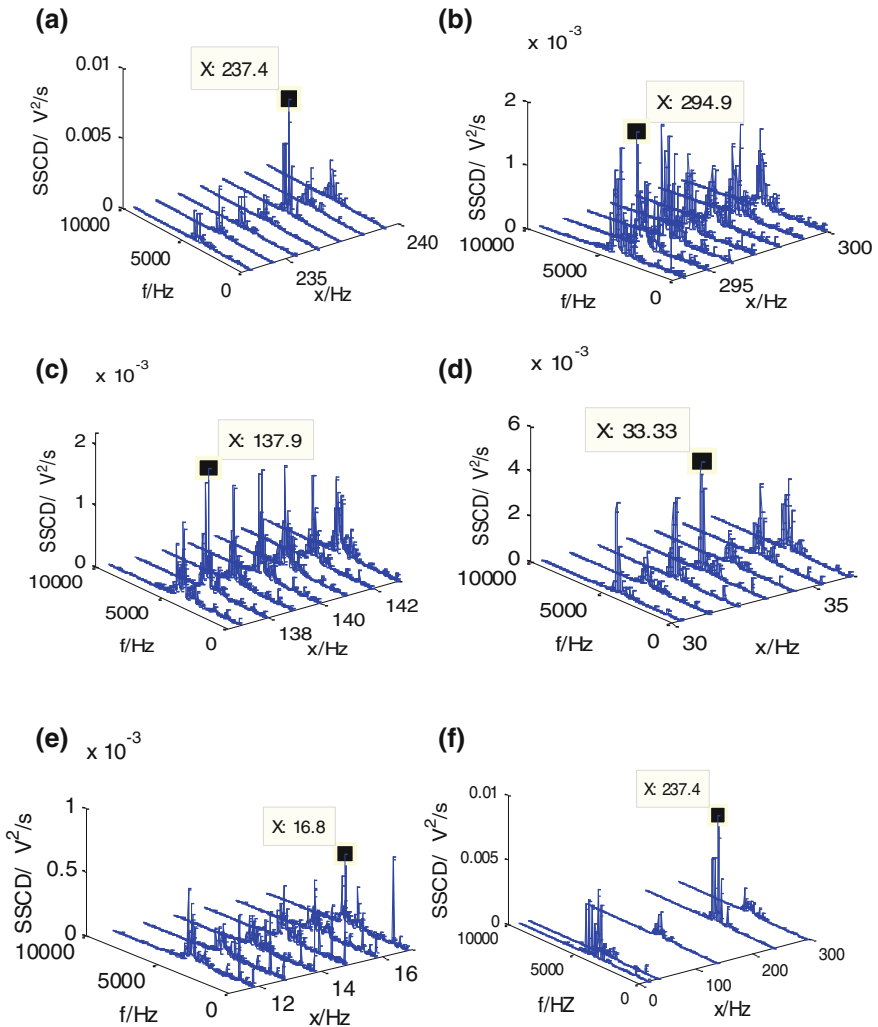 (a)
X: 237.4
SSCD/ V²/s
0.01
0.005
0
10000
5000
0
f/Hz
235
240
x/Hz
(b)
x 10⁻³
X: 294.9
SSCD/ V²/s
2
1
0
10000
5000
0
f/Hz
295
300
x/Hz
(c)
x 10⁻³
X: 137.9
SSCD/ V²/s
2
1
0
10000
5000
0
f/Hz
138
140
142
x/Hz
(d)
x 10⁻³
X: 33.33
SSCD/ V²/s
6
4
2
0
10000
5000
0
f/Hz
30
35
x/Hz
(e)
x 10⁻³
X: 16.8
SSCD/ V²/s
1
0.5
0
10000
5000
0
f/Hz
12
14
16
x/Hz
(f)
X: 237.4
SSCD/ V²/s
0.01
0.005
0
10000
5000
0
f/HZ
0
100
200
300
x/Hz